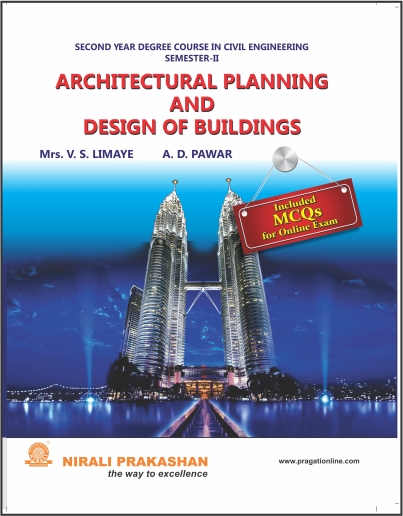 SECOND YEAR DEGREE COURSE IN CIVIL ENGINEERING
SEMESTER-II
ARCHITECTURAL PLANNING
AND
DESIGN OF BUILDINGS
Mrs. V. S. LIMAYE A. D. PAWAR
Included
MCQs
for Online Exam
NIRALI PRAKASHAN
the way to excellence
www.pragationline.com